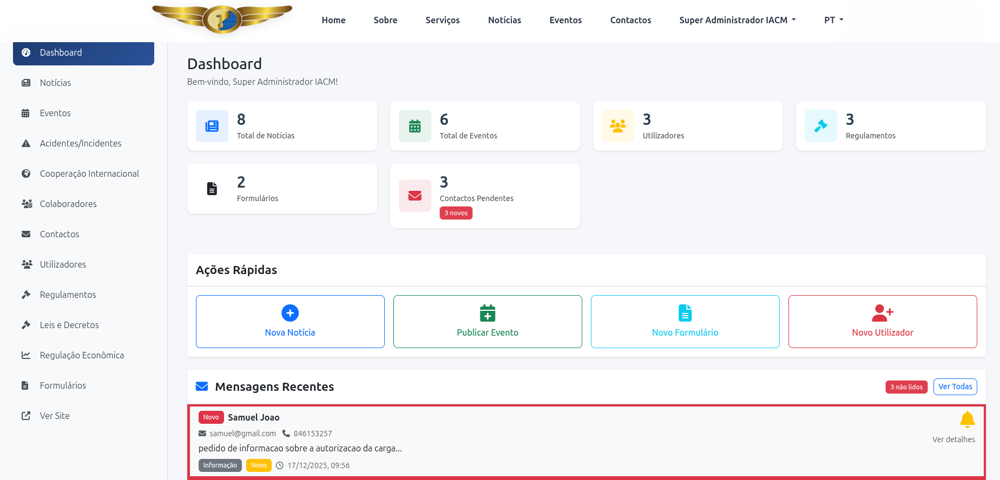 Home Sobre Serviços Notícias Eventos Contactos Super Administrador IACM PT
Dashboard
Notícias
Eventos
Acidentes/Incidentes
Cooperação Internacional
Colaboradores
Contactos
Utilizadores
Regulamentos
Leis e Decretos
Regulação Econômica
Formulários
Ver Site
Dashboard
Bem-vindo, Super Administrador IACM!
8
Total de Notícias
6
Total de Eventos
3
Utilizadores
3
Regulamentos
2
Formulários
3
Contactos Pendentes
3 novos
Ações Rápidas
Nova Notícia
Publicar Evento
Novo Formulário
Novo Utilizador
Mensagens Recentes
3 não lidos
Ver Todas
Novo Samuel Joao
samuel@gmail.com 846153257
pedido de informacao sobre a autorizacao da carga...
Informação Novo 17/12/2025, 09:56
Ver detalhes